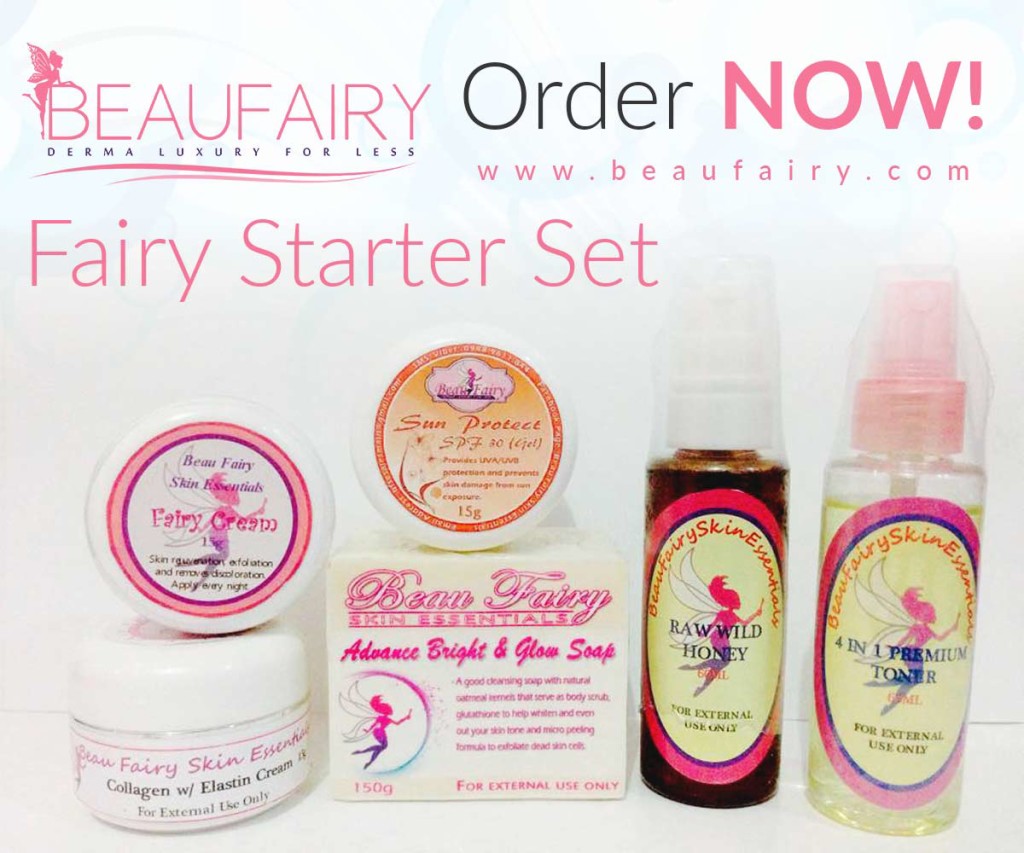 BEAUFAIRY
DERMA LUXURY FOR LESS
Order NOW!
www.beaufairy.com
Fairy Starter Set
Beau Fairy
Skin Essentials
Fairy Cream
Skin rejuvenation, exfoliation
and removes discoloration.
Apply every night.
Beau Fairy Skin Essentials
Collagen w/ Elastin Cream
For External Use Only
Beau Fairy
Sun Protect
SPF 30 (Gel)
Provides UVA/UVB
protection and prevents
skin damage from sun
exposure.
15g
Beau Fairy
SKIN ESSENTIALS
Advance Bright & Glow Soap
A good cleansing soap with natural
oatmeal kernels that serve as body scrub,
glutathione to help whiten and even
out your skin tone and micro peeling
formula to exfoliate dead skin cells.
150g
FOR EXTERNAL USE ONLY
BeauFairySkinEssentials
RAW WILD
HONEY
FOR EXTERNAL
USE ONLY
BeauFairySkinEssentials
4 IN 1 PREMIUM
TONER
FOR EXTERNAL
USE ONLY